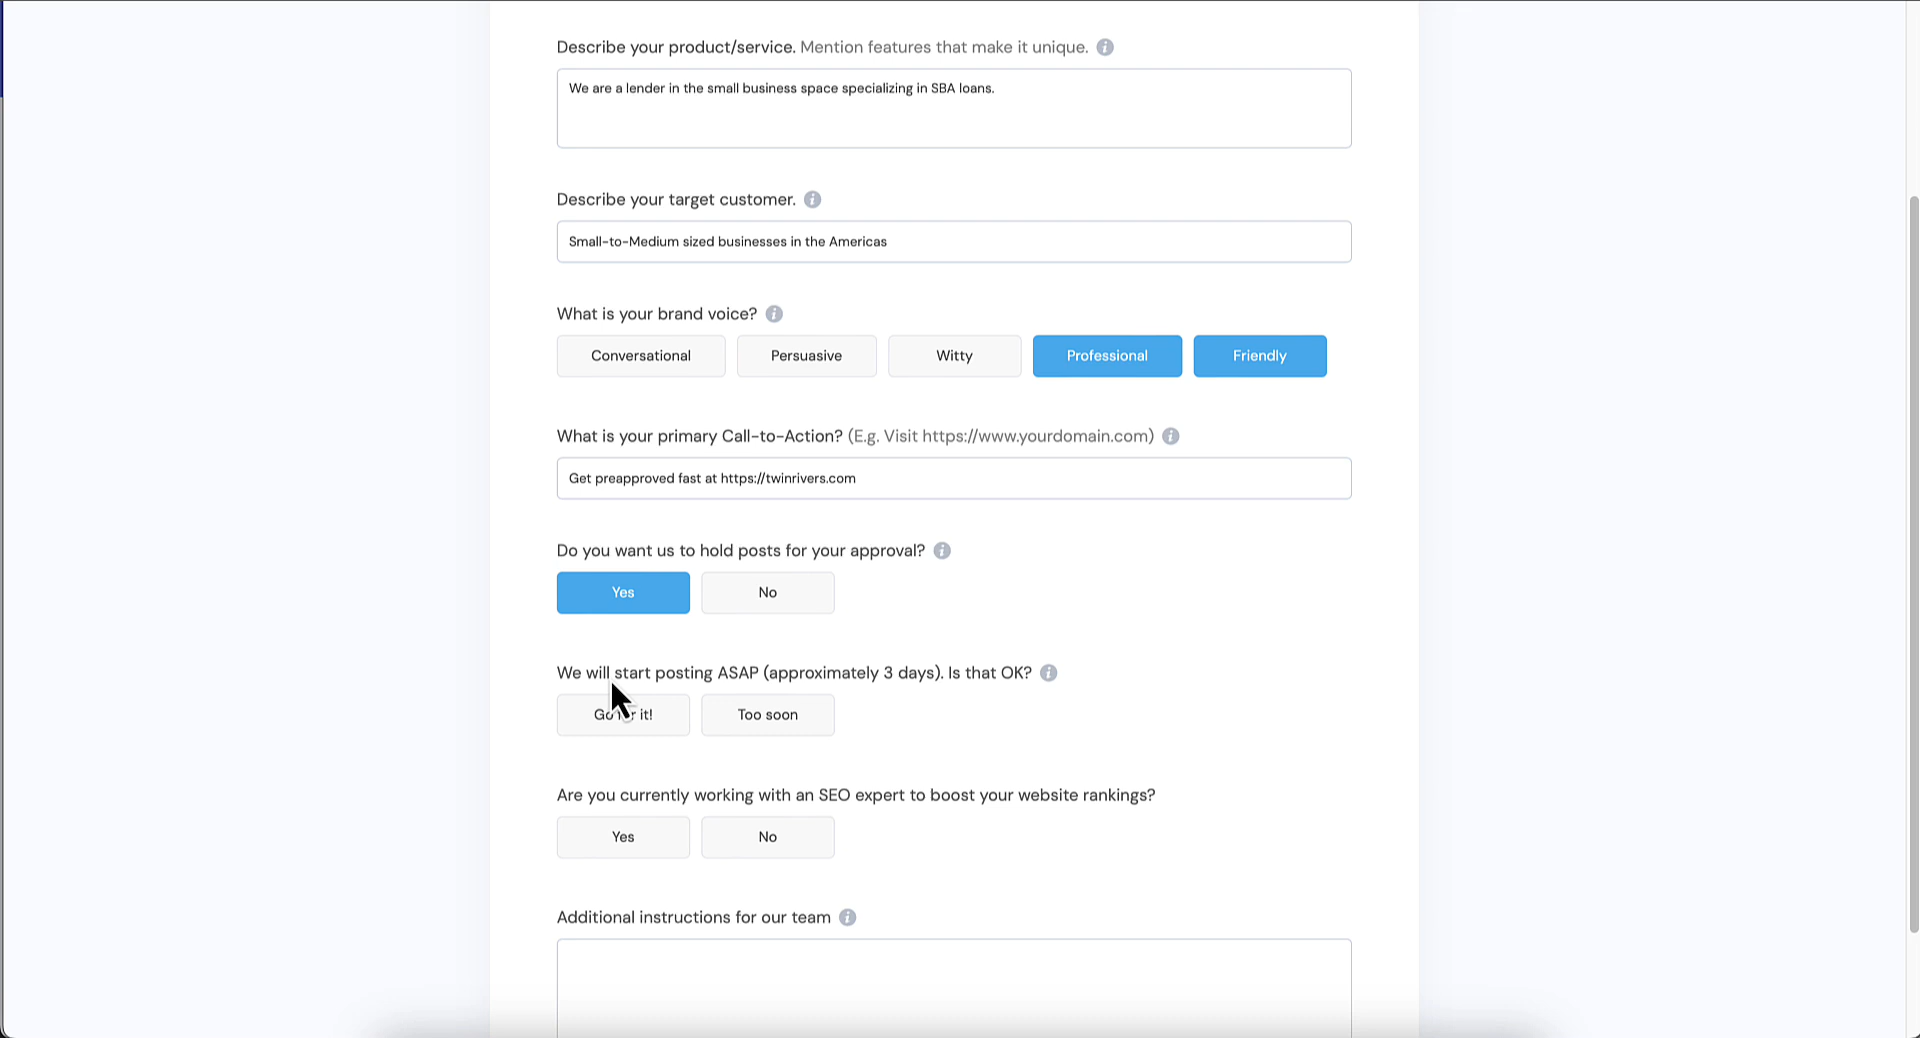 Describe your product/service. Mention features that make it unique.
We are a lender in the small business space specializing in SBA loans.
Describe your target customer.
Small-to-Medium sized businesses in the Americas
What is your brand voice?
Conversational Persuasive Witty Professional Friendly
What is your primary Call-to-Action? (E.g. Visit https://www.yourdomain.com)
Get preapproved fast at https://twinrivers.com
Do you want us to hold posts for your approval?
Yes No
We will start posting ASAP (approximately 3 days). Is that OK?
Go for it! Too soon
Are you currently working with an SEO expert to boost your website rankings?
Yes No
Additional instructions for our team